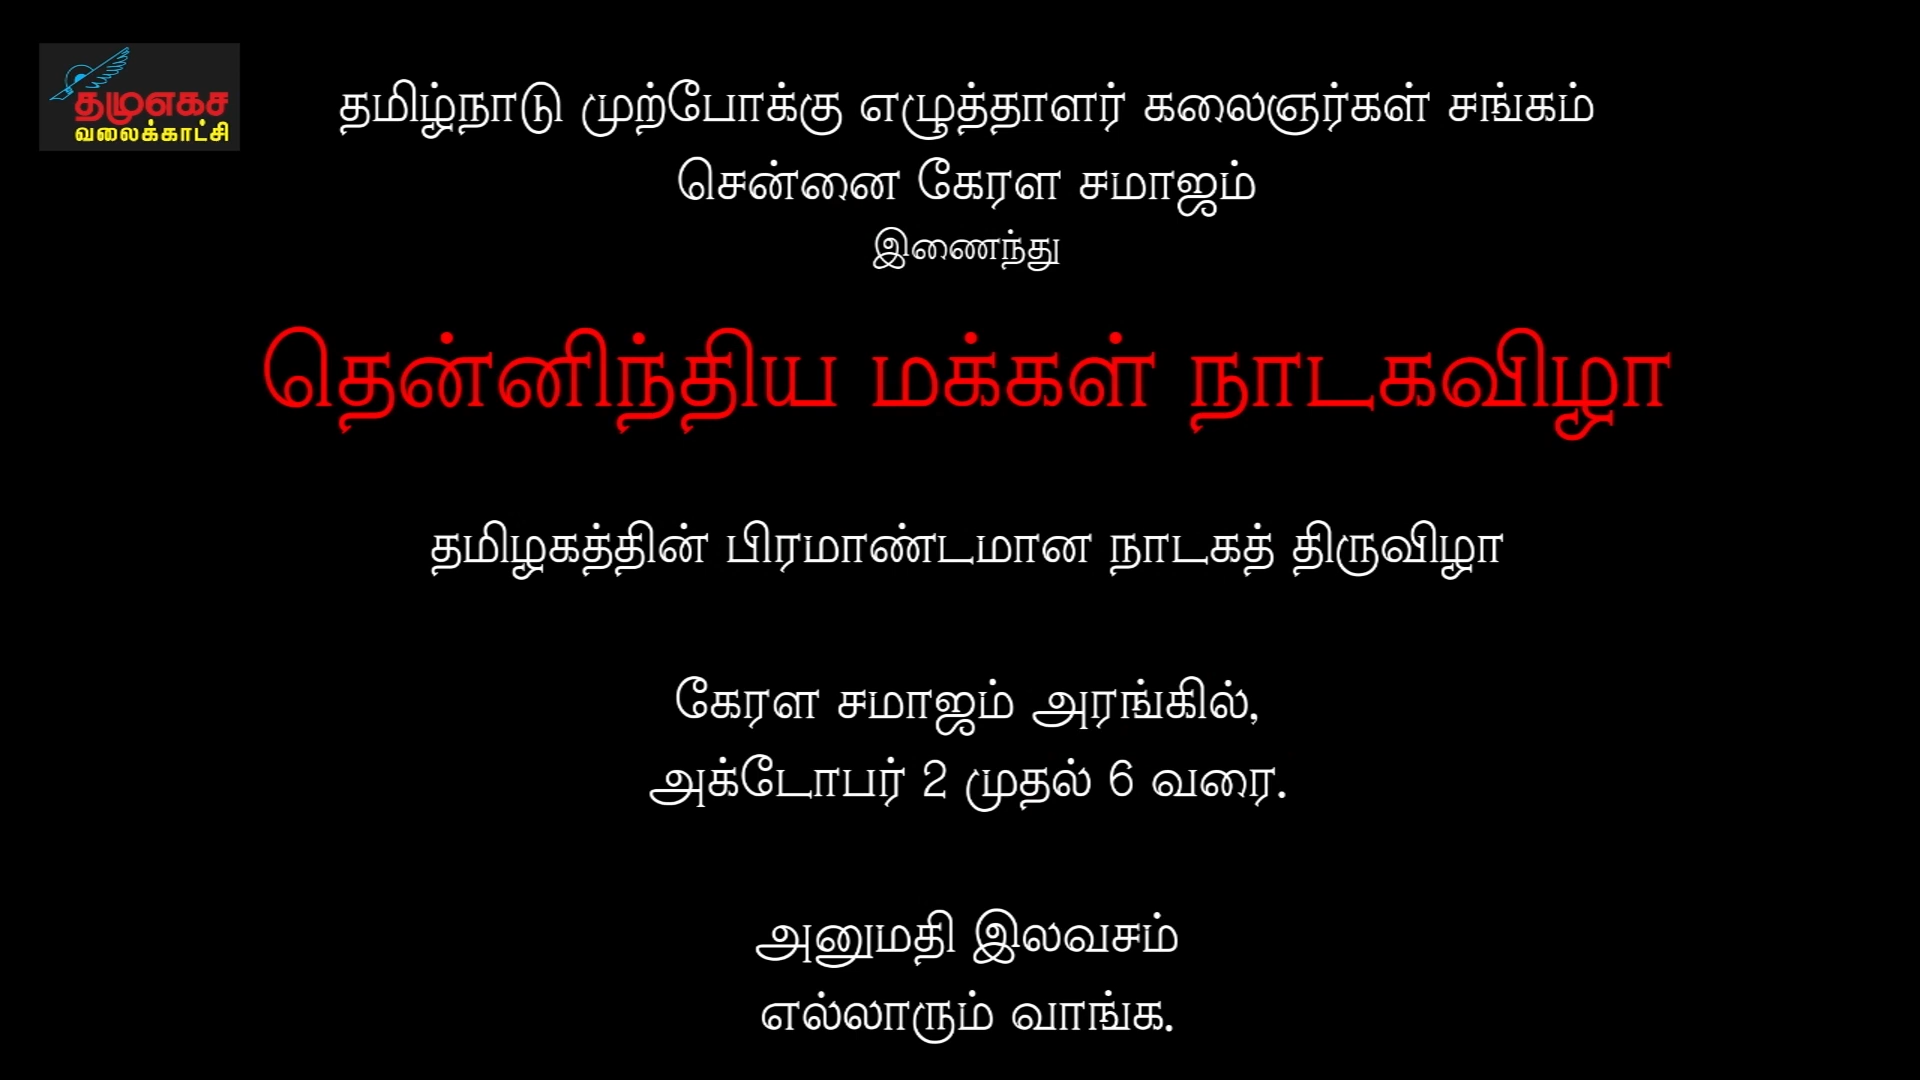 தமுஎகச
வலைக்காட்சி
தமிழ்நாடு முற்போக்கு எழுத்தாளர் கலைஞர்கள் சங்கம்
சென்னை கேரள சமாஜம்
இணைந்து
தென்னிந்திய மக்கள் நாடகவிழா
தமிழகத்தின் பிரமாண்டமான நாடகத் திருவிழா
கேரள சமாஜம் அரங்கில்,
அக்டோபர் 2 முதல் 6 வரை.
அனுமதி இலவசம்
எல்லாரும் வாங்க.